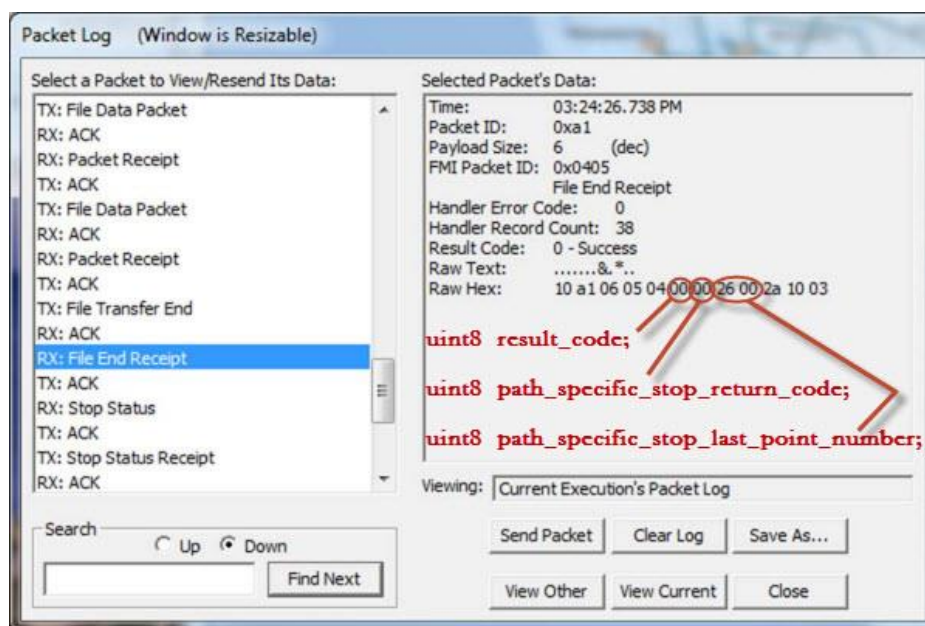 Packet Log (Window is Resizable)
Select a Packet to View/Resend Its Data:
TX: File Data Packet
RX: ACK
RX: Packet Receipt
TX: ACK
TX: File Data Packet
RX: ACK
RX: Packet Receipt
TX: ACK
TX: File Transfer End
RX: ACK
RX: File End Receipt
TX: ACK
RX: Stop Status
TX: ACK
TX: Stop Status Receipt
RX: ACK
Search
Up Down
Find Next
Selected Packet's Data:
Time: 03:24:26.738 PM
Packet ID: 0xa1
Payload Size: 6 (dec)
FMI Packet ID: 0x0405
File End Receipt
Handler Error Code: 0
Handler Record Count: 38
Result Code: 0 - Success
Raw Text: .......&.*..
Raw Hex: 10 a1 06 05 04 00 00 26 00 2a 10 03
uint8 result_code;
uint8 path_specific_stop_return_code;
uint8 path_specific_stop_last_point_number;
Viewing: Current Execution's Packet Log
Send Packet Clear Log Save As...
View Other View Current Close